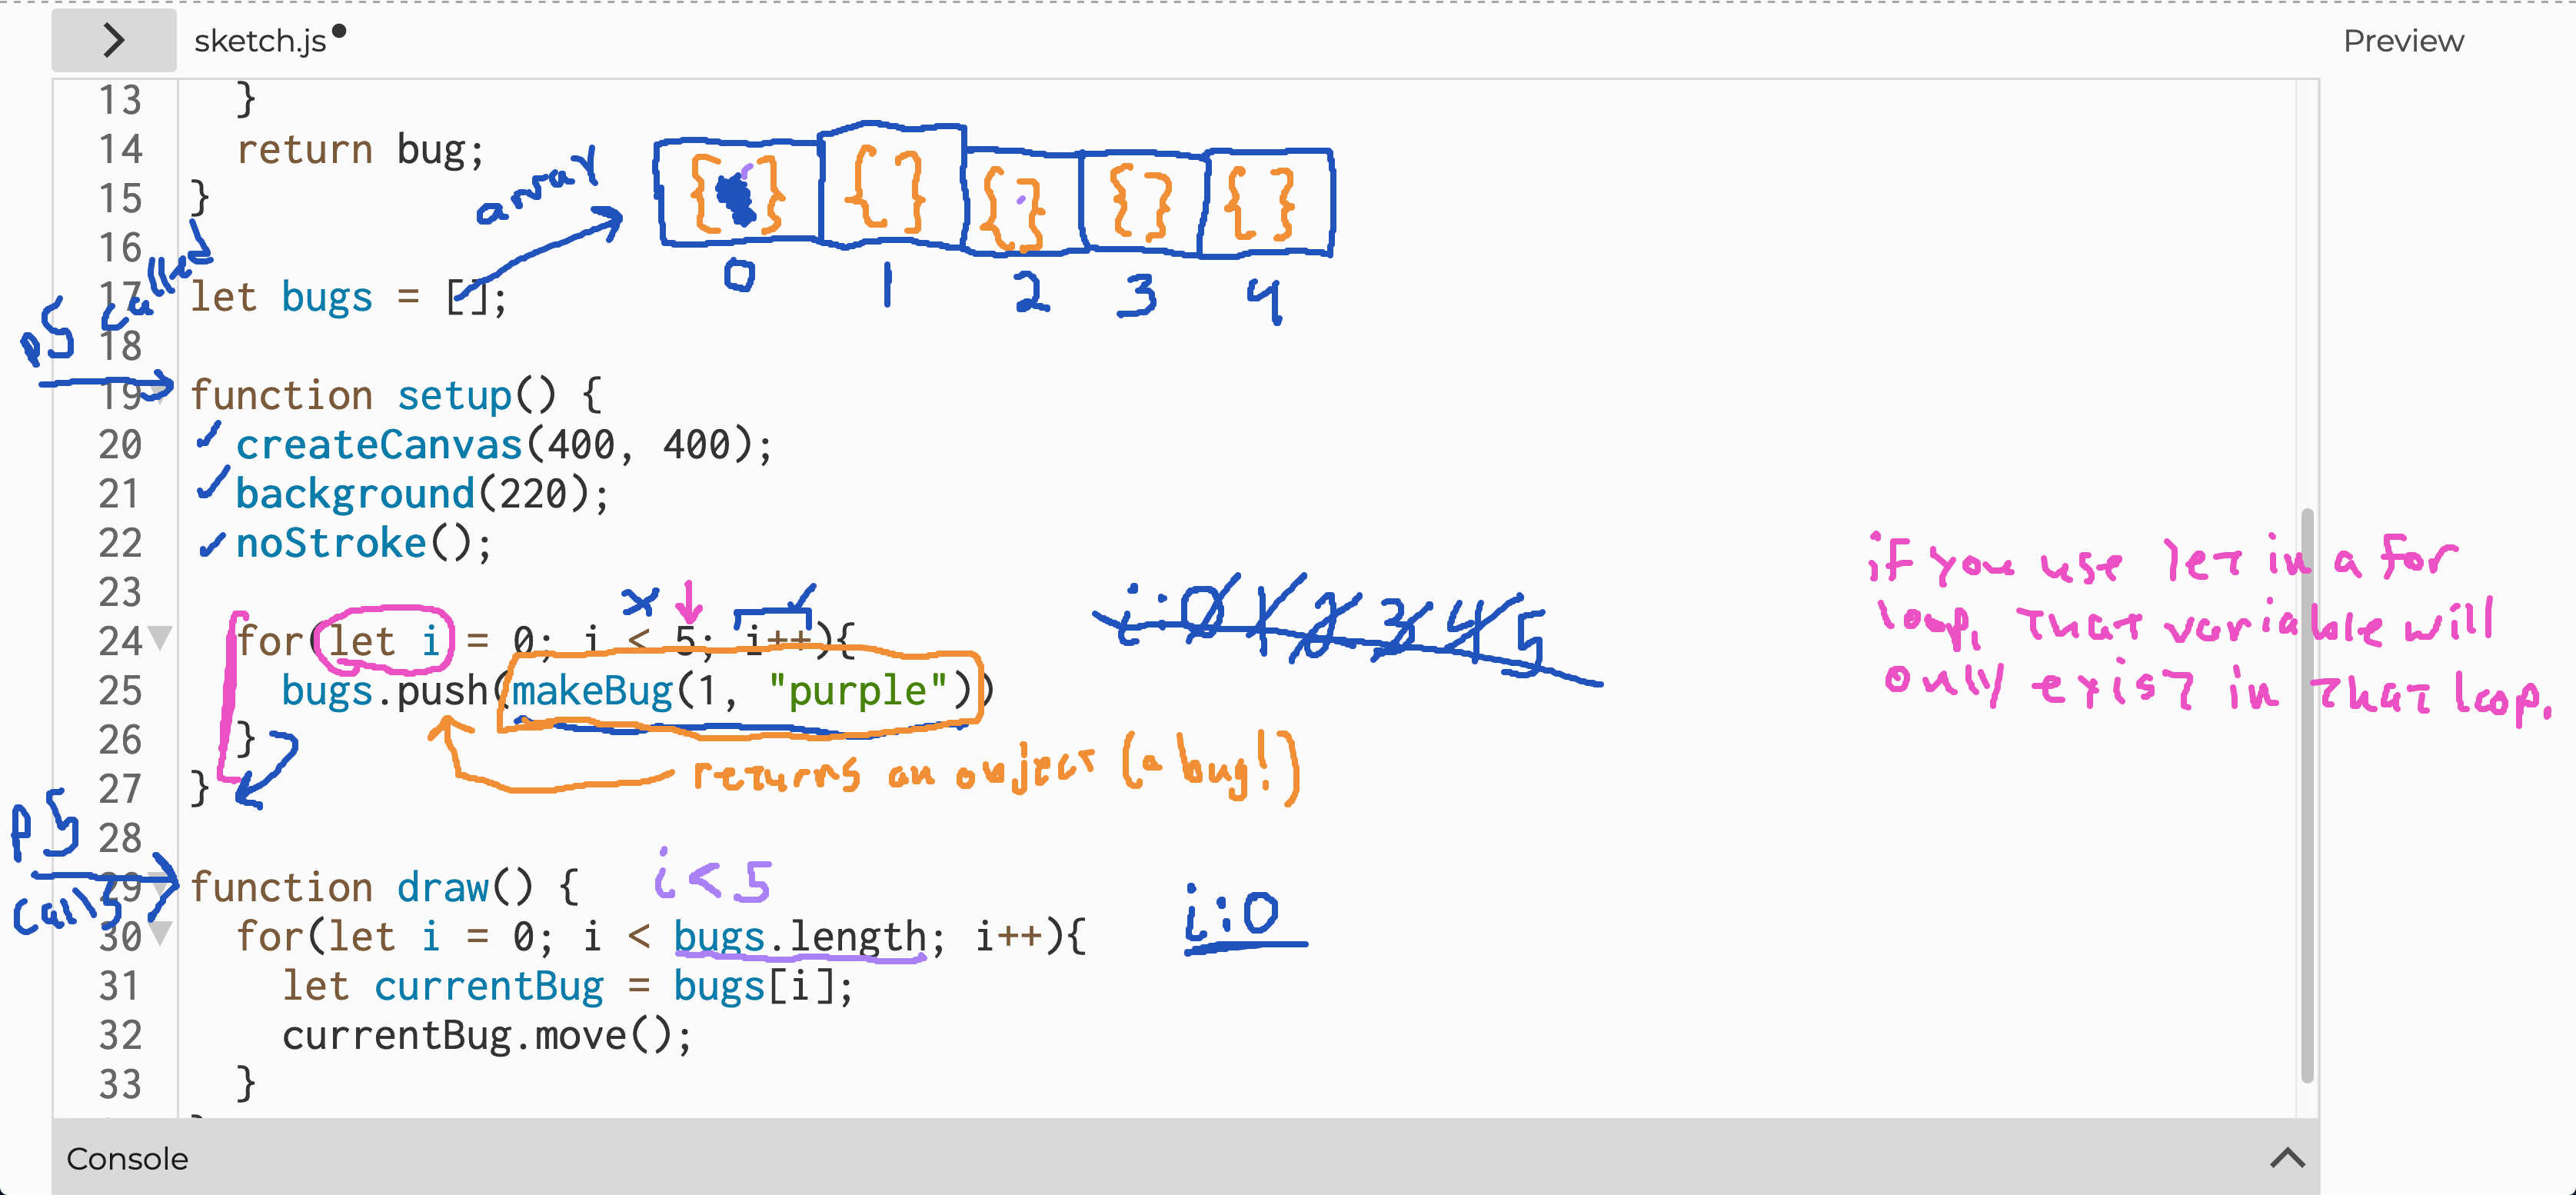 sketch.js
Preview
13 }
14 return bug;
15 }
16
17 let bugs = [];
18
19 function setup() {
20 createCanvas(400, 400);
21 background(220);
22 noStroke();
23
24 for(let i = 0; i < 5; i++){
25 bugs.push(makeBug(1, "purple"))
26 }
27 }
28
29 function draw() {
30 for(let i = 0; i < bugs.length; i++){
31 let currentBug = bugs[i];
32 currentBug.move();
33 }
array
{ } { } { } { } { }
0 1 2 3 4
p5 calls
i: 0 1 2 3 4 5
if you use let in a for
loop, that variable will
only exist in that loop.
returns an object (a bug!)
p5
calls
i < 5
i: 0
Console